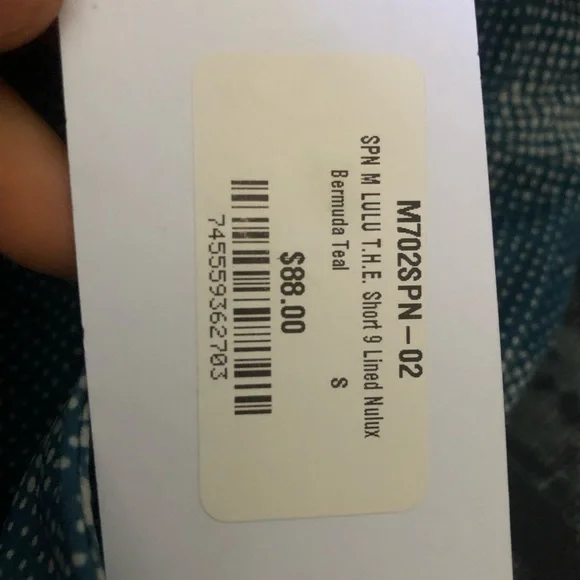 M702SPN-02
SPN M LULU T.H.E. Short 9 Lined Nulux
Bermuda Teal S
$88.00
745559362703